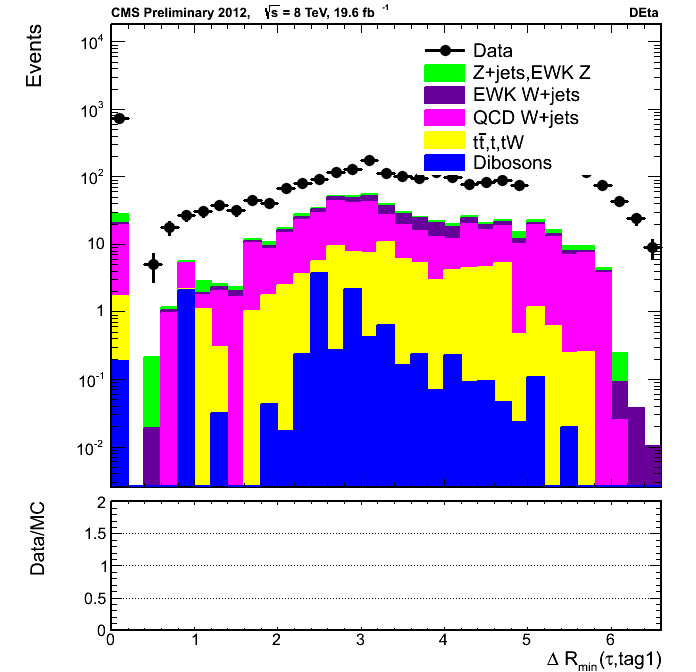 CMS Preliminary 2012, √s = 8 TeV, 19.6 fb⁻¹ DEta
Events
10⁴
10³
10²
10
1
10⁻¹
10⁻²
Data
Z+jets,EWK Z
EWK W+jets
QCD W+jets
tt̄,t,tW
Dibosons
Data/MC
2
1.5
1
0.5
0
0 1 2 3 4 5 6
Δ R_min(τ,tag1)